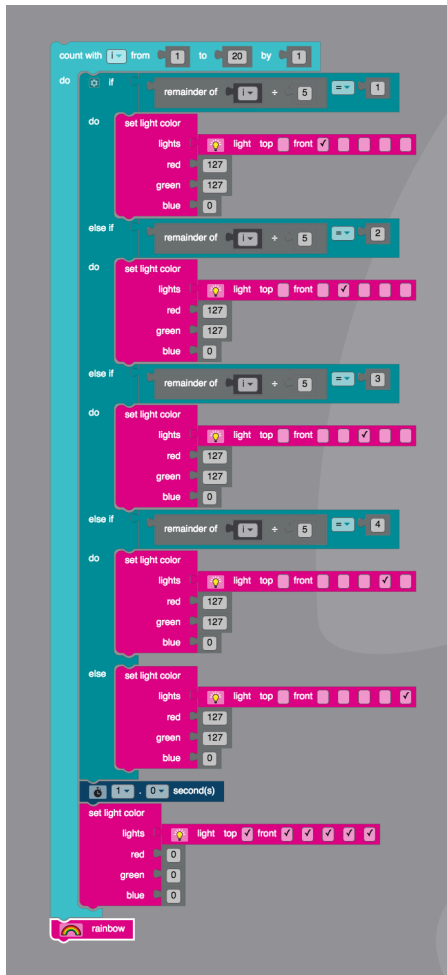 count with i from 1 to 20 by 1
do if remainder of i ÷ 5 = 1
do set light color
lights light top front ✓
red 127
green 127
blue 0
else if remainder of i ÷ 5 = 2
do set light color
lights light top front ✓
red 127
green 127
blue 0
else if remainder of i ÷ 5 = 3
do set light color
lights light top front ✓
red 127
green 127
blue 0
else if remainder of i ÷ 5 = 4
do set light color
lights light top front ✓
red 127
green 127
blue 0
else set light color
lights light top front ✓
red 127
green 127
blue 0
1 . 0 second(s)
set light color
lights light top ✓ front ✓ ✓ ✓ ✓ ✓
red 0
green 0
blue 0
rainbow